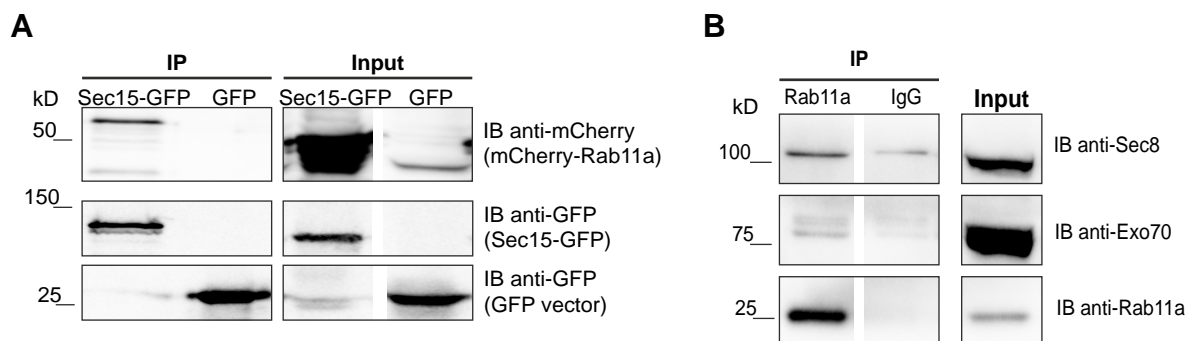 A
IP Input
kD Sec15-GFP GFP Sec15-GFP GFP
50 IB anti-mCherry
(mCherry-Rab11a)
150 IB anti-GFP
(Sec15-GFP)
25 IB anti-GFP
(GFP vector)
B
IP
kD Rab11a IgG Input
100 IB anti-Sec8
75 IB anti-Exo70
25 IB anti-Rab11a